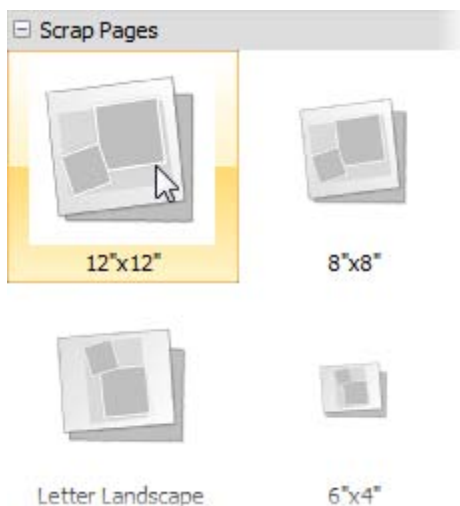 Scrap Pages
12"x12"
8"x8"
Letter Landscape
6"x4"